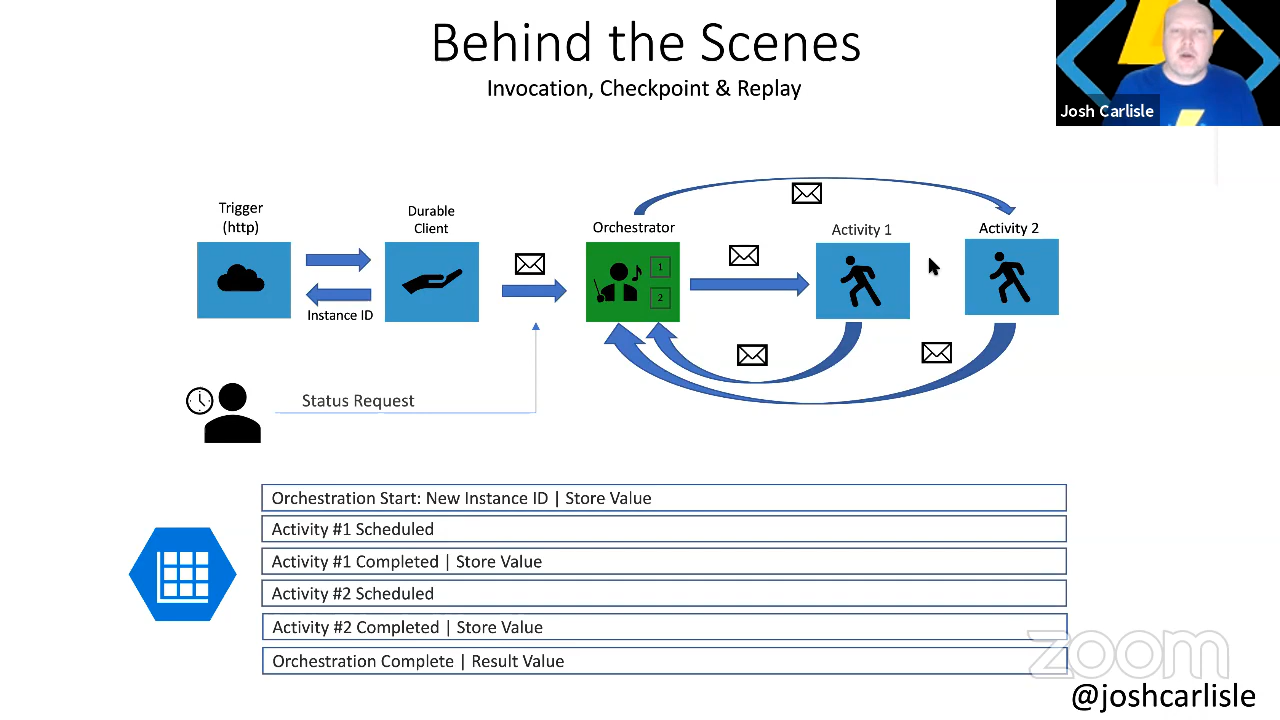 Behind the Scenes
Invocation, Checkpoint & Replay
Josh Carlisle
Trigger
(http)
Durable
Client
Orchestrator
Activity 1
Activity 2
1
2
Instance ID
Status Request
Orchestration Start: New Instance ID | Store Value
Activity #1 Scheduled
Activity #1 Completed | Store Value
Activity #2 Scheduled
Activity #2 Completed | Store Value
Orchestration Complete | Result Value
zoom
@joshcarlisle